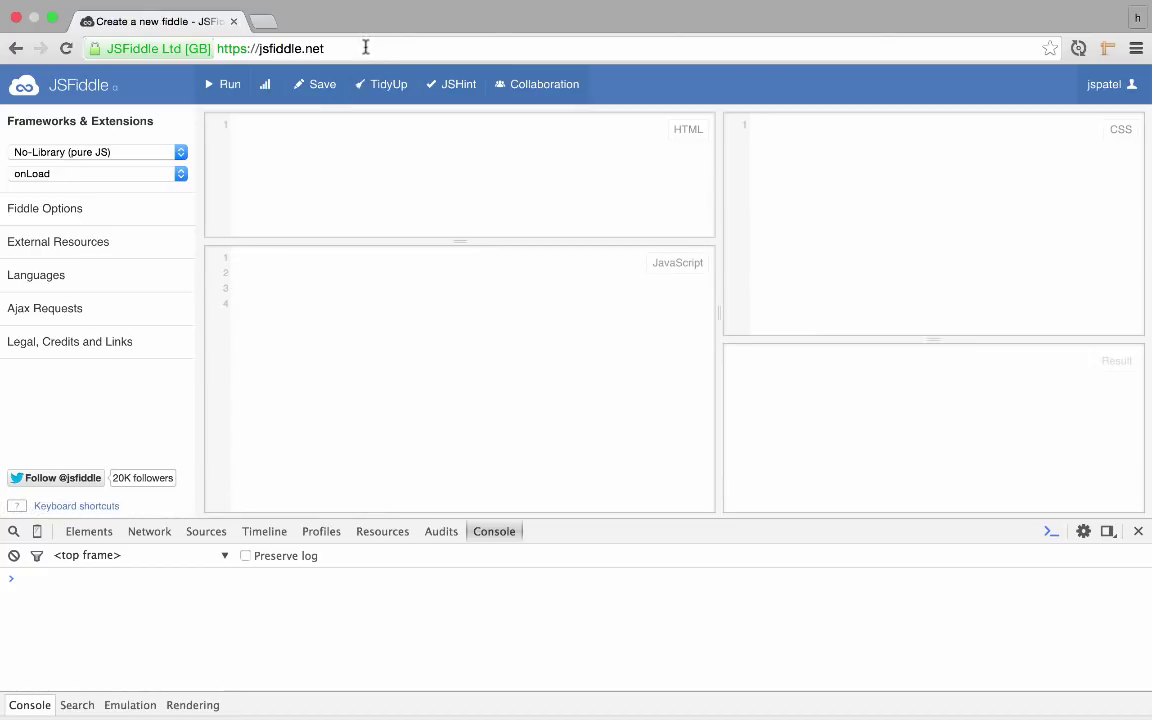 Create a new fiddle - JSFi
h
JSFiddle Ltd [GB] https://jsfiddle.net
JSFiddle
Run
Save
TidyUp
JSHint
Collaboration
jspatel
Frameworks & Extensions
No-Library (pure JS)
onLoad
Fiddle Options
External Resources
Languages
Ajax Requests
Legal, Credits and Links
Follow @jsfiddle
20K followers
? Keyboard shortcuts
1
HTML
1
CSS
1
2
3
4
JavaScript
Result
Elements Network Sources Timeline Profiles Resources Audits Console
<top frame> ▼ Preserve log
>
Console Search Emulation Rendering